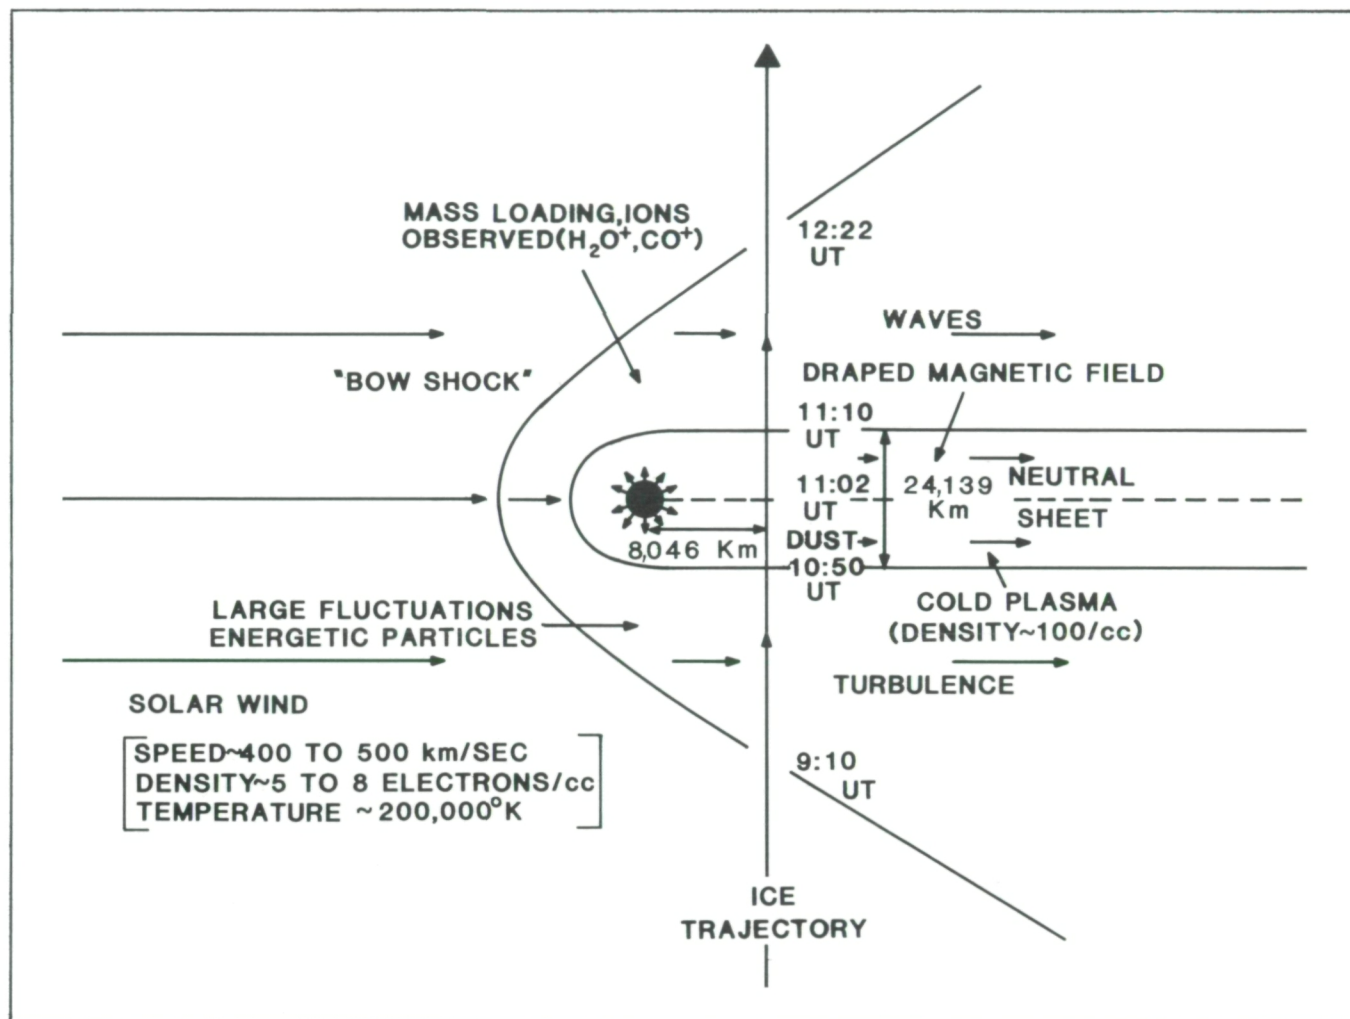 MASS LOADING,IONS
OBSERVED(H₂O⁺,CO⁺)
12:22
UT
WAVES
"BOW SHOCK"
DRAPED MAGNETIC FIELD
11:10
UT
11:02
UT
24,139
Km
NEUTRAL
SHEET
8,046 Km
DUST
10:50
UT
COLD PLASMA
(DENSITY~100/cc)
LARGE FLUCTUATIONS
ENERGETIC PARTICLES
TURBULENCE
SOLAR WIND
SPEED~400 TO 500 km/SEC
DENSITY~5 TO 8 ELECTRONS/cc
TEMPERATURE ~200,000°K
9:10
UT
ICE
TRAJECTORY